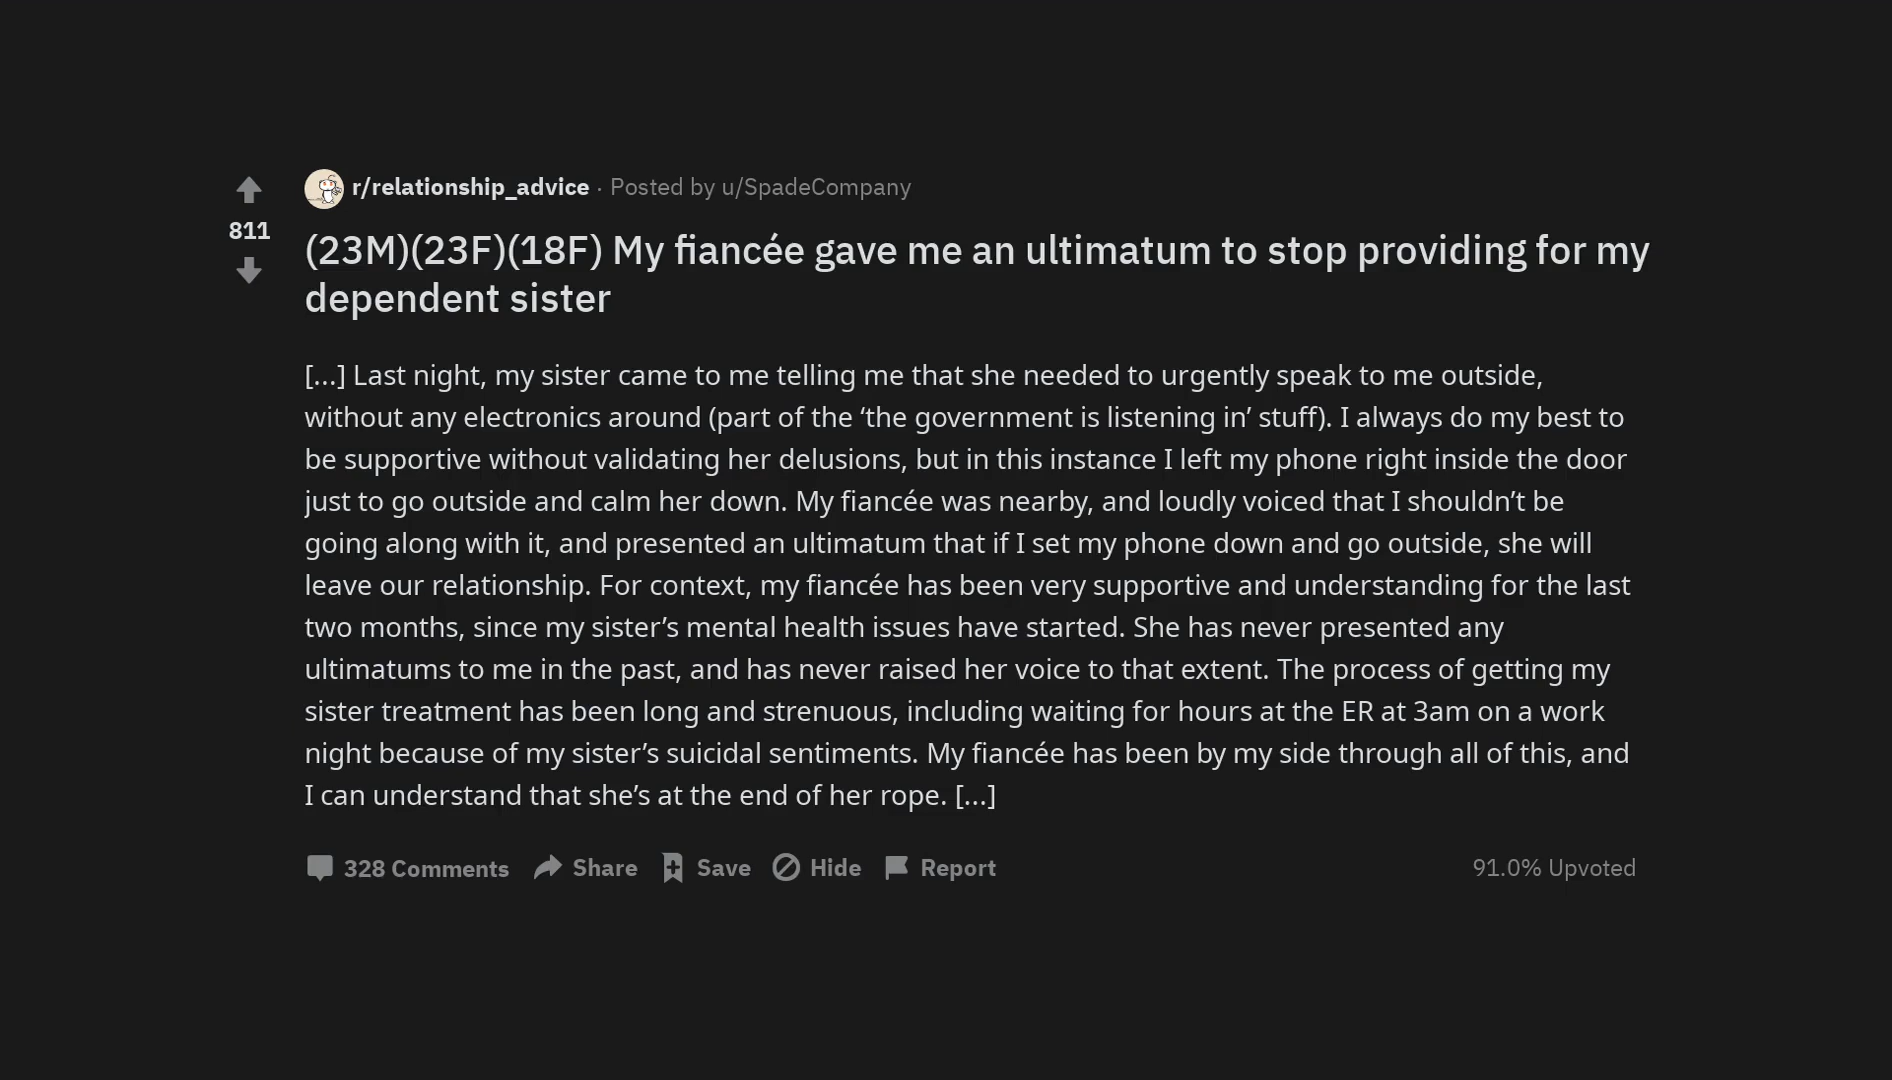 r/relationship_advice · Posted by u/SpadeCompany
811
(23M)(23F)(18F) My fiancée gave me an ultimatum to stop providing for my
dependent sister
[...] Last night, my sister came to me telling me that she needed to urgently speak to me outside,
without any electronics around (part of the ‘the government is listening in’ stuff). I always do my best to
be supportive without validating her delusions, but in this instance I left my phone right inside the door
just to go outside and calm her down. My fiancée was nearby, and loudly voiced that I shouldn’t be
going along with it, and presented an ultimatum that if I set my phone down and go outside, she will
leave our relationship. For context, my fiancée has been very supportive and understanding for the last
two months, since my sister’s mental health issues have started. She has never presented any
ultimatums to me in the past, and has never raised her voice to that extent. The process of getting my
sister treatment has been long and strenuous, including waiting for hours at the ER at 3am on a work
night because of my sister’s suicidal sentiments. My fiancée has been by my side through all of this, and
I can understand that she’s at the end of her rope. [...]
328 Comments Share Save Hide Report 91.0% Upvoted